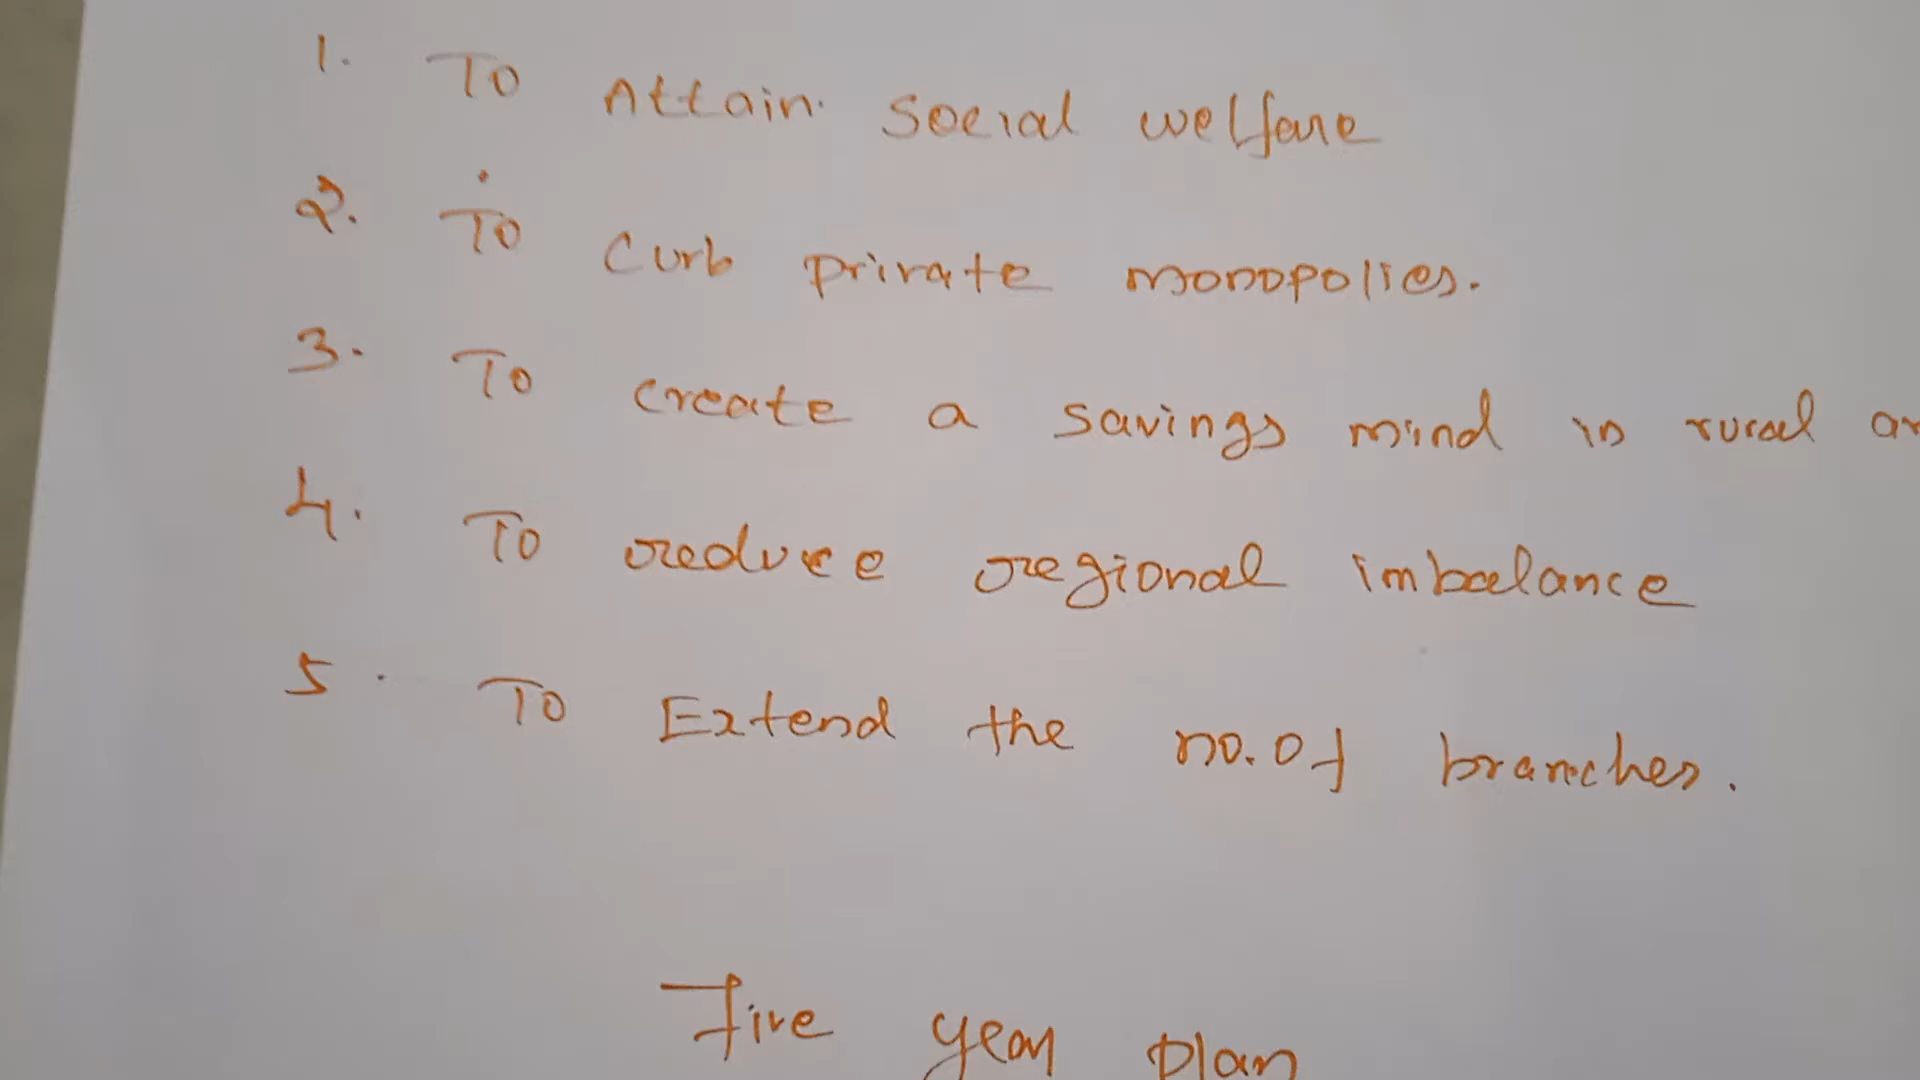 1. To Attain social welfare
2. To Curb private monopolies.
3. To create a savings mind in rural
4. To reduce regional imbalance
5. To Extend the no. of branches.
Five year plan